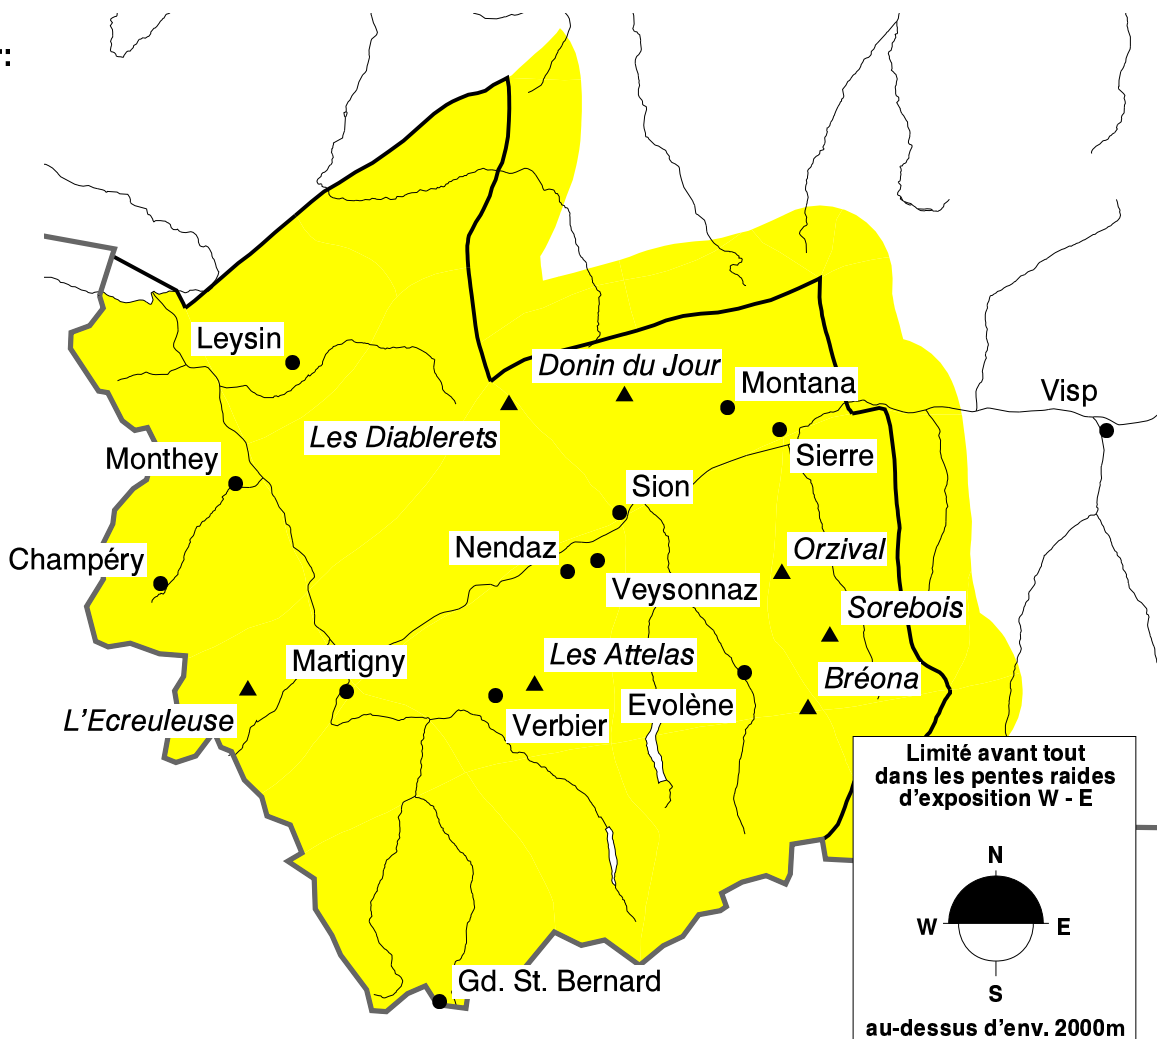 r:
Leysin
Donin du Jour
Montana
Visp
Les Diablerets
Monthey
Sierre
Sion
Champéry
Nendaz
Orzival
Veysonnaz
Sorebois
Martigny
Les Attelas
Bréona
L'Ecreuleuse
Verbier
Evolène
Limité avant tout
dans les pentes raides
d'exposition W - E
N
W
E
S
Gd. St. Bernard
au-dessus d'env. 2000m